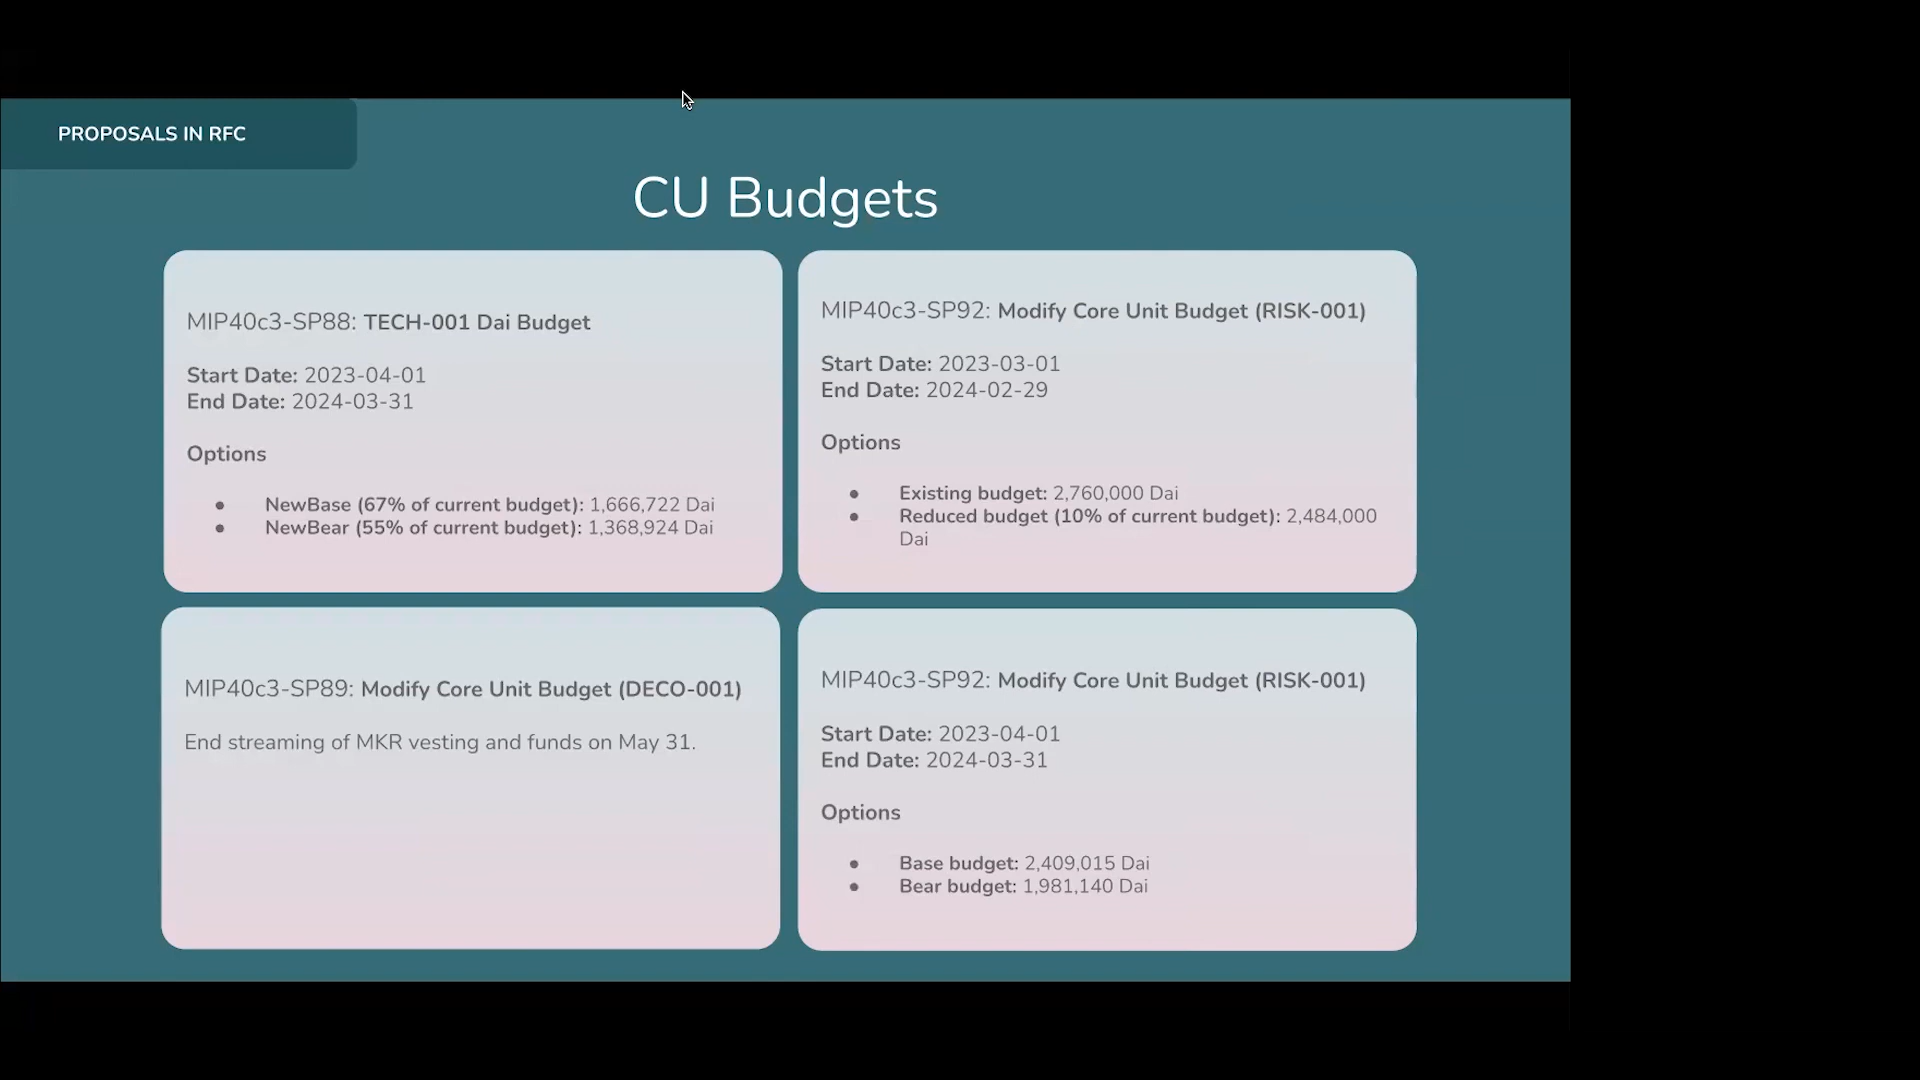 PROPOSALS IN RFC
CU Budgets
MIP40c3-SP88: TECH-001 Dai Budget
Start Date: 2023-04-01
End Date: 2024-03-31
Options
● NewBase (67% of current budget): 1,666,722 Dai
● NewBear (55% of current budget): 1,368,924 Dai
MIP40c3-SP92: Modify Core Unit Budget (RISK-001)
Start Date: 2023-03-01
End Date: 2024-02-29
Options
● Existing budget: 2,760,000 Dai
● Reduced budget (10% of current budget): 2,484,000
Dai
MIP40c3-SP89: Modify Core Unit Budget (DECO-001)
End streaming of MKR vesting and funds on May 31.
MIP40c3-SP92: Modify Core Unit Budget (RISK-001)
Start Date: 2023-04-01
End Date: 2024-03-31
Options
● Base budget: 2,409,015 Dai
● Bear budget: 1,981,140 Dai